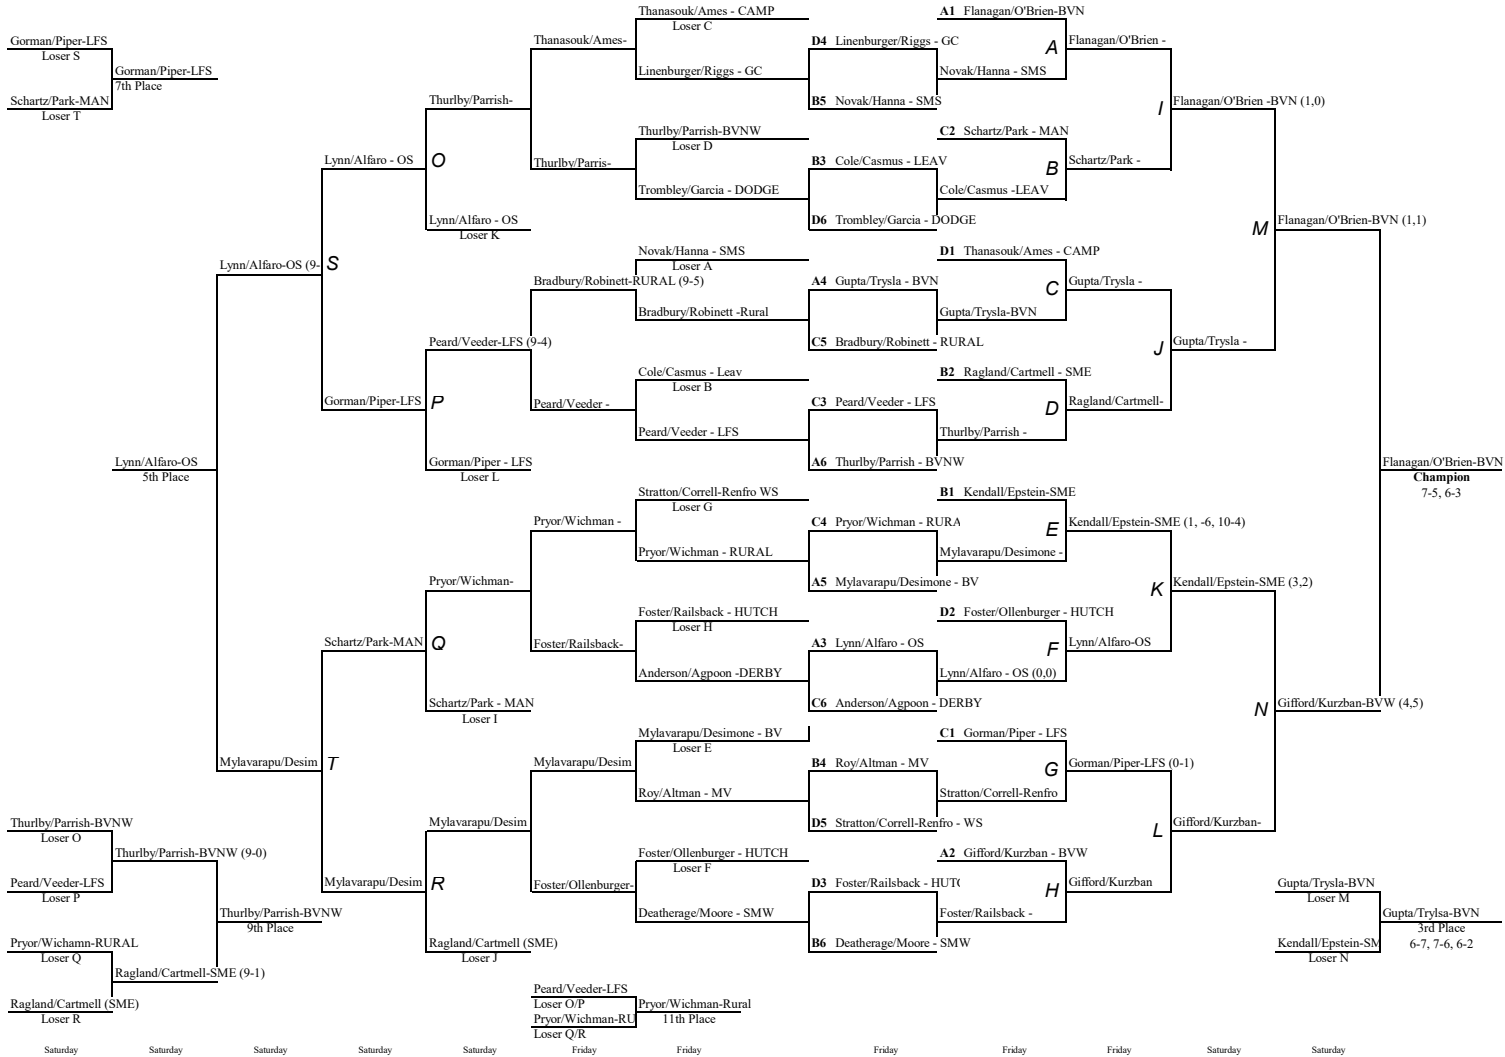 Thanasouk/Ames - CAMP
A1 Flanagan/O'Brien-BVN
Loser C
Gorman/Piper-LFS
Thanasouk/Ames-
D4 Linenburger/Riggs - GC
A
Flanagan/O'Brien -
Loser S
Gorman/Piper-LFS
Linenburger/Riggs - GC
Novak/Hanna - SMS
7th Place
Schartz/Park-MAN
Thurlby/Parrish-
B5 Novak/Hanna - SMS
I
Flanagan/O'Brien -BVN (1,0)
Loser T
Thurlby/Parrish-BVNW
C2 Schartz/Park - MAN
Loser D
Lynn/Alfaro - OS
O
Thurlby/Parris-
B3 Cole/Casmus - LEAV
B
Schartz/Park -
Trombley/Garcia - DODGE
Cole/Casmus -LEAV
Lynn/Alfaro - OS
D6 Trombley/Garcia - DODGE
M
Flanagan/O'Brien-BVN (1,1)
Loser K
Novak/Hanna - SMS
D1 Thanasouk/Ames - CAMP
Lynn/Alfaro-OS (9-
S
Loser A
Bradbury/Robinett-RURAL (9-5)
A4 Gupta/Trysla - BVN
C
Gupta/Trysla -
Bradbury/Robinett -Rural
Gupta/Trysla-BVN
Peard/Veeder-LFS (9-4)
C5 Bradbury/Robinett - RURAL
J
Gupta/Trysla -
Cole/Casmus - Leav
B2 Ragland/Cartmell - SME
Loser B
Gorman/Piper-LFS
P
Peard/Veeder -
C3 Peard/Veeder - LFS
D
Ragland/Cartmell-
Peard/Veeder - LFS
Thurlby/Parrish -
Lynn/Alfaro-OS
Gorman/Piper - LFS
A6 Thurlby/Parrish - BVNW
Flanagan/O'Brien-BVN
5th Place
Loser L
Champion
7-5, 6-3
Stratton/Correll-Renfro WS
B1 Kendall/Epstein-SME
Loser G
Pryor/Wichman -
C4 Pryor/Wichman - RURA
E
Kendall/Epstein-SME (1, -6, 10-4)
Pryor/Wichman - RURAL
Mylavarapu/Desimone -
Pryor/Wichman-
A5 Mylavarapu/Desimone - BV
K
Kendall/Epstein-SME (3,2)
Foster/Railsback - HUTCH
D2 Foster/Ollenburger - HUTCH
Loser H
Schartz/Park-MAN
Q
Foster/Railsback-
A3 Lynn/Alfaro - OS
F
Lynn/Alfaro-OS
Anderson/Agpoon -DERBY
Lynn/Alfaro - OS (0,0)
Schartz/Park - MAN
C6 Anderson/Agpoon - DERBY
N
Gifford/Kurzban-BVW (4,5)
Loser I
Mylavarapu/Desimone - BV
C1 Gorman/Piper - LFS
Loser E
Mylavarapu/Desim
T
Mylavarapu/Desim
B4 Roy/Altman - MV
G
Gorman/Piper-LFS (0-1)
Roy/Altman - MV
Stratton/Correll-Renfro
Thurlby/Parrish-BVNW
Mylavarapu/Desim
D5 Stratton/Correll-Renfro - WS
L
Gifford/Kurzban-
Loser O
Thurlby/Parrish-BVNW (9-0)
Foster/Ollenburger - HUTCH
A2 Gifford/Kurzban - BVW
Loser F
Peard/Veeder-LFS
Mylavarapu/Desim
R
Foster/Ollenburger-
D3 Foster/Railsback - HUTC
H
Gifford/Kurzban
Gupta/Trysla-BVN
Loser P
Loser M
Thurlby/Parrish-BVNW
Deatherage/Moore - SMW
Foster/Railsback -
Gupta/Trylsa-BVN
9th Place
3rd Place
Pryor/Wichamn-RURAL
Ragland/Cartmell (SME)
B6 Deatherage/Moore - SMW
Kendall/Epstein-SM
6-7, 7-6, 6-2
Loser Q
Loser J
Loser N
Ragland/Cartmell-SME (9-1)
Peard/Veeder-LFS
Ragland/Cartmell (SME)
Loser O/P
Pryor/Wichman-Rural
Loser R
Pryor/Wichman-RU
11th Place
Loser Q/R
Saturday Saturday Saturday Saturday Saturday Friday Friday Friday Friday Friday Saturday Saturday